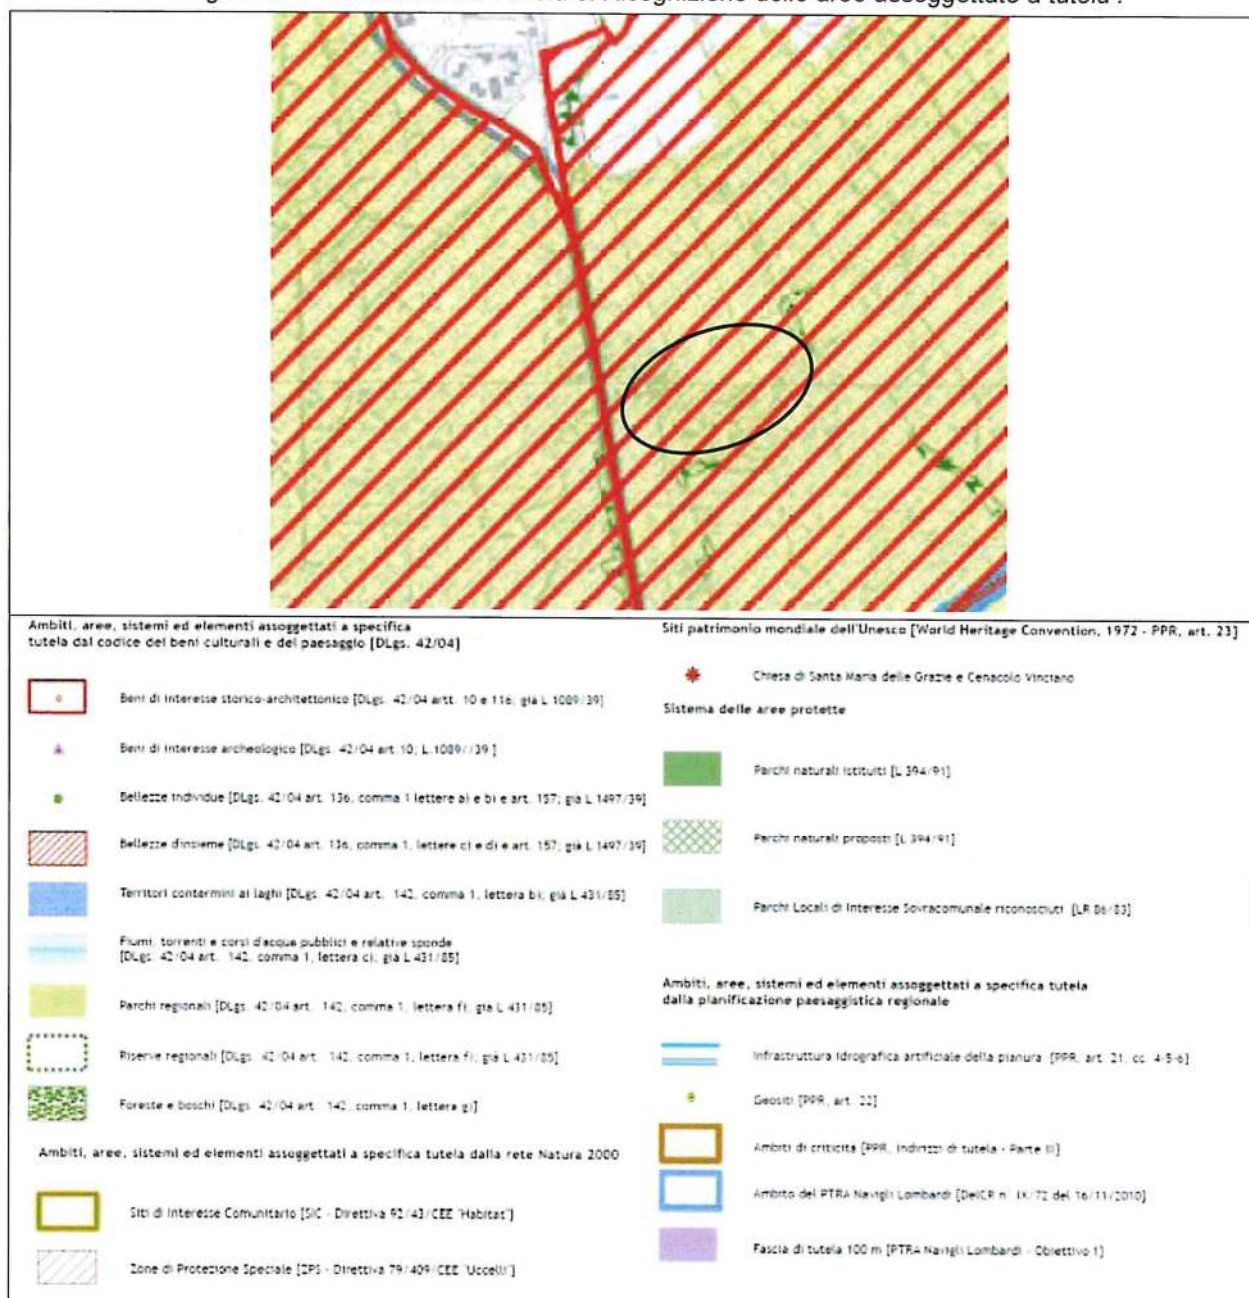 Ricognizione delle aree assoggettate a tutela".
Ambiti, aree, sistemi ed elementi assoggettati a specifica
tutela dal codice dei beni culturali e del paesaggio [DLgs. 42/04]
Beni di interesse storico-architettonico [DLgs. 42/04 artt. 10 e 116; già L 1089/39]
Beni di interesse archeologico [DLgs. 42/04 art.10; L.1089//39 ]
Bellezze individue [DLgs. 42/04 art. 136, comma 1 lettere a) e b) e art. 157; già L 1497/39]
Bellezze d'insieme [DLgs. 42/04 art. 136, comma 1, lettere c) e d) e art. 157; già L 1497/39]
Territori contermini ai laghi [DLgs. 42/04 art. 142, comma 1, lettera b); già L 431/85]
Fiumi, torrenti e corsi d'acqua pubblici e relative sponde
[DLgs. 42/04 art. 142, comma 1, lettera c); già L 431/85]
Parchi regionali [DLgs. 42/04 art. 142, comma 1, lettera f); già L 431/85]
Riserve regionali [DLgs. 42/04 art. 142, comma 1, lettera f); già L 431/85]
Foreste e boschi [DLgs. 42/04 art. 142, comma 1, lettera g)]
Ambiti, aree, sistemi ed elementi assoggettati a specifica tutela dalla rete Natura 2000
Siti di Interesse Comunitario [SIC - Direttiva 92/43/CEE "Habitat"]
Zone di Protezione Speciale [ZPS - Direttiva 79/409/CEE "Uccelli"]
Siti patrimonio mondiale dell'Unesco [World Heritage Convention, 1972 - PPR, art. 23]
Chiesa di Santa Maria delle Grazie e Cenacolo Vinciano
Sistema delle aree protette
Parchi naturali istituiti [L 394/91]
Parchi naturali proposti [L 394/91]
Parchi Locali di Interesse Sovracomunale riconosciuti [LR 86/83]
Ambiti, aree, sistemi ed elementi assoggettati a specifica tutela
dalla pianificazione paesaggistica regionale
Infrastruttura idrografica artificiale della pianura [PPR, art. 21, cc. 4-5-6]
Geositi [PPR, art. 22]
Ambiti di criticità [PPR, Indirizzi di tutela - Parte III]
Ambito del PTRA Navigli Lombardi [DelCR n° IX/72 del 16/11/2010]
Fascia di tutela 100 m [PTRA Navigli Lombardi - Obiettivo 1]